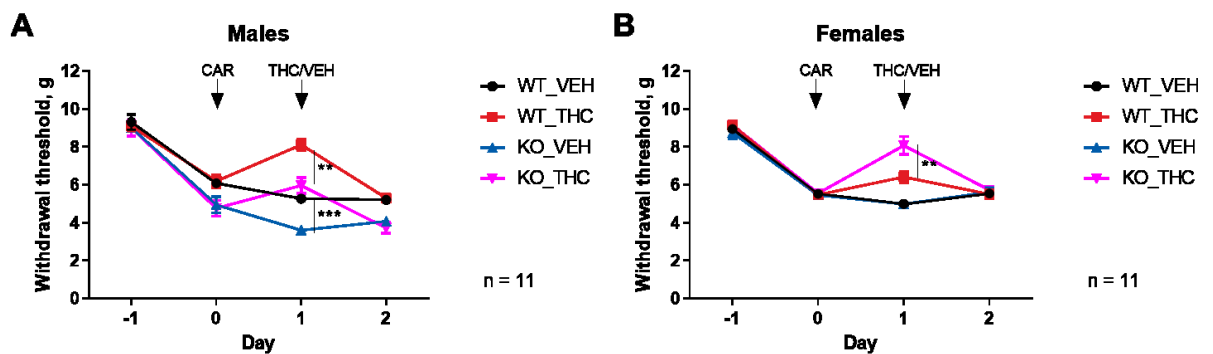 A
Males
CAR
THC/VEH
12
10
8
6
4
2
0
Withdrawal threshold, g
**
***
-1
0
1
2
Day
WT_VEH
WT_THC
KO_VEH
KO_THC
n = 11
B
Females
CAR
THC/VEH
12
10
8
6
4
2
0
Withdrawal threshold, g
**
-1
0
1
2
Day
WT_VEH
WT_THC
KO_VEH
KO_THC
n = 11